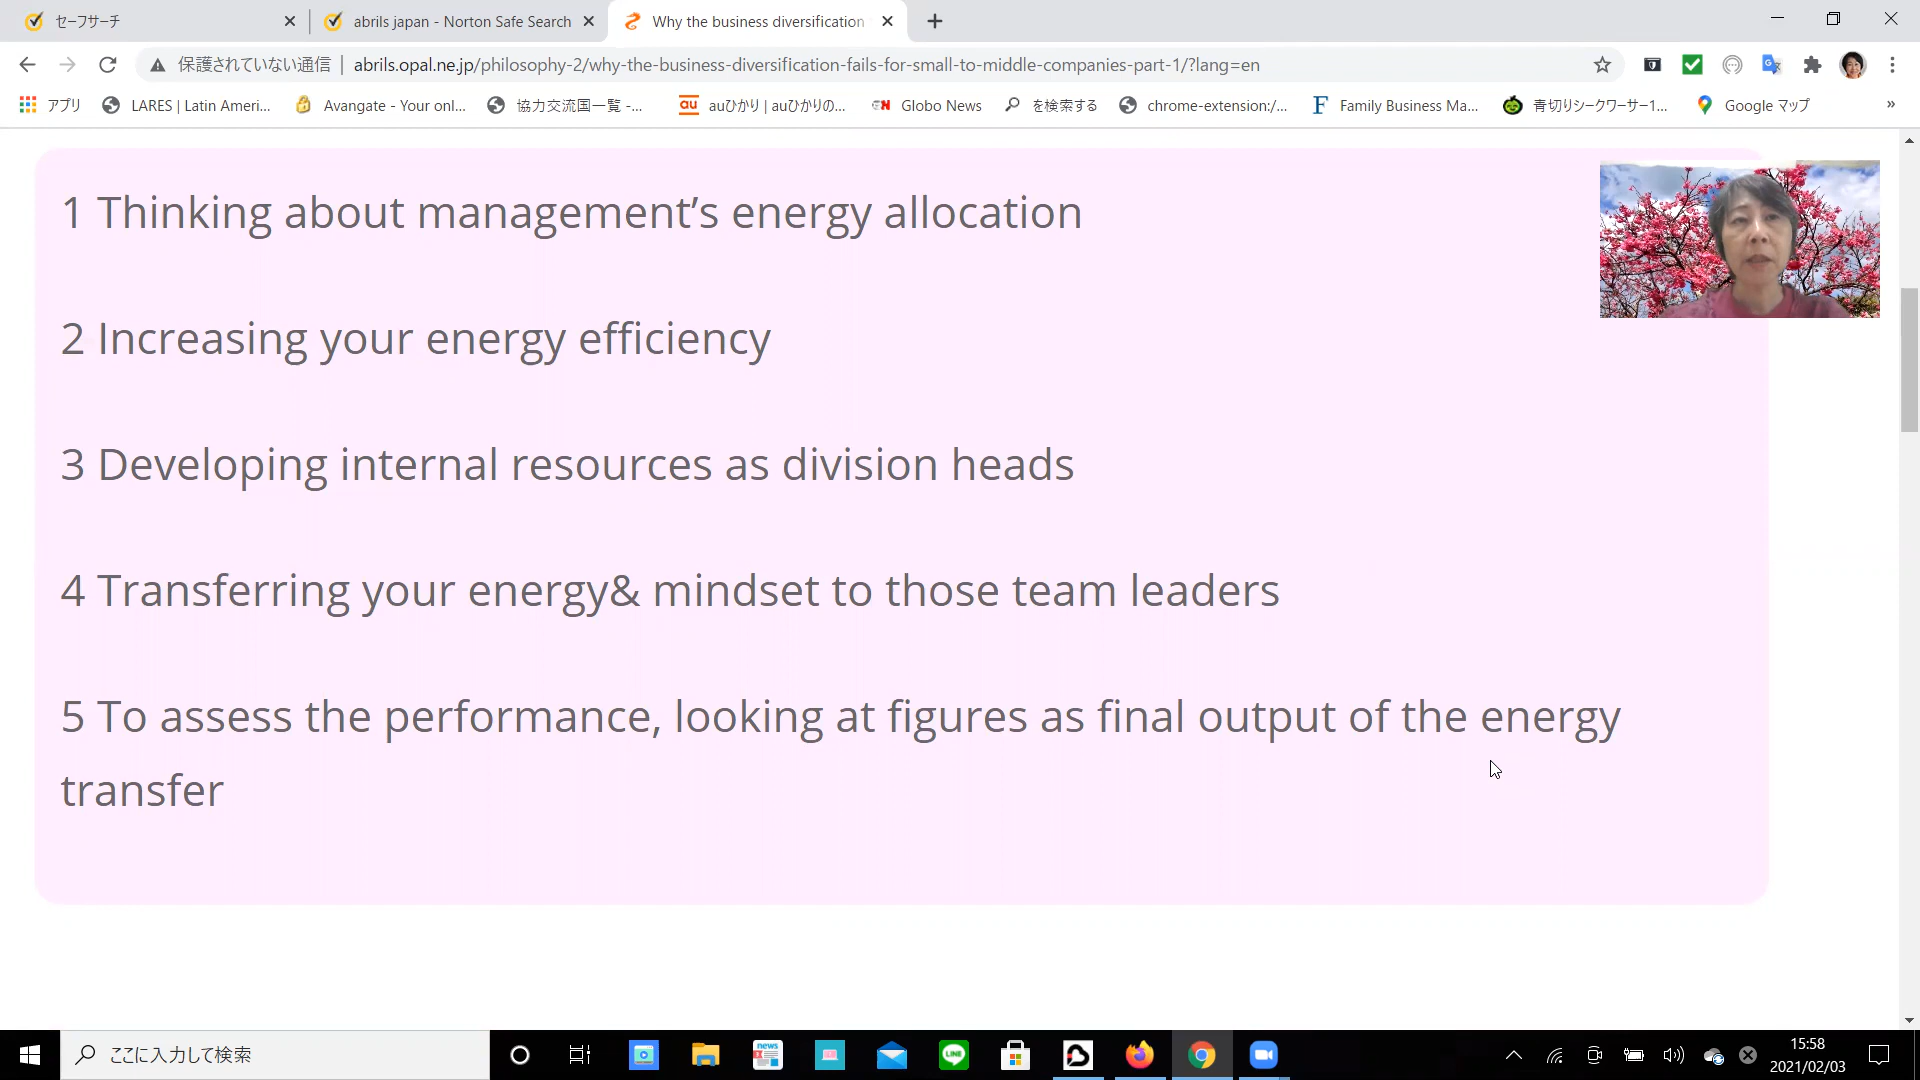 セーフサーチ
abrils japan - Norton Safe Search
Why the business diversification
保護されていない通信
abrils.opal.ne.jp/philosophy-2/why-the-business-diversification-fails-for-small-to-middle-companies-part-1/?lang=en
アプリ
LARES | Latin Ameri...
Avangate - Your onl...
協力交流国一覧 -...
au
auひかり | auひかりの...
Globo News
を検索する
chrome-extension:/...
Family Business Ma...
青切りシークワーサー1...
Google マップ
»
1 Thinking about management’s energy allocation
2 Increasing your energy efficiency
3 Developing internal resources as division heads
4 Transferring your energy& mindset to those team leaders
5 To assess the performance, looking at figures as final output of the energy
transfer
ここに入力して検索
news
LINE
15:58
2021/02/03